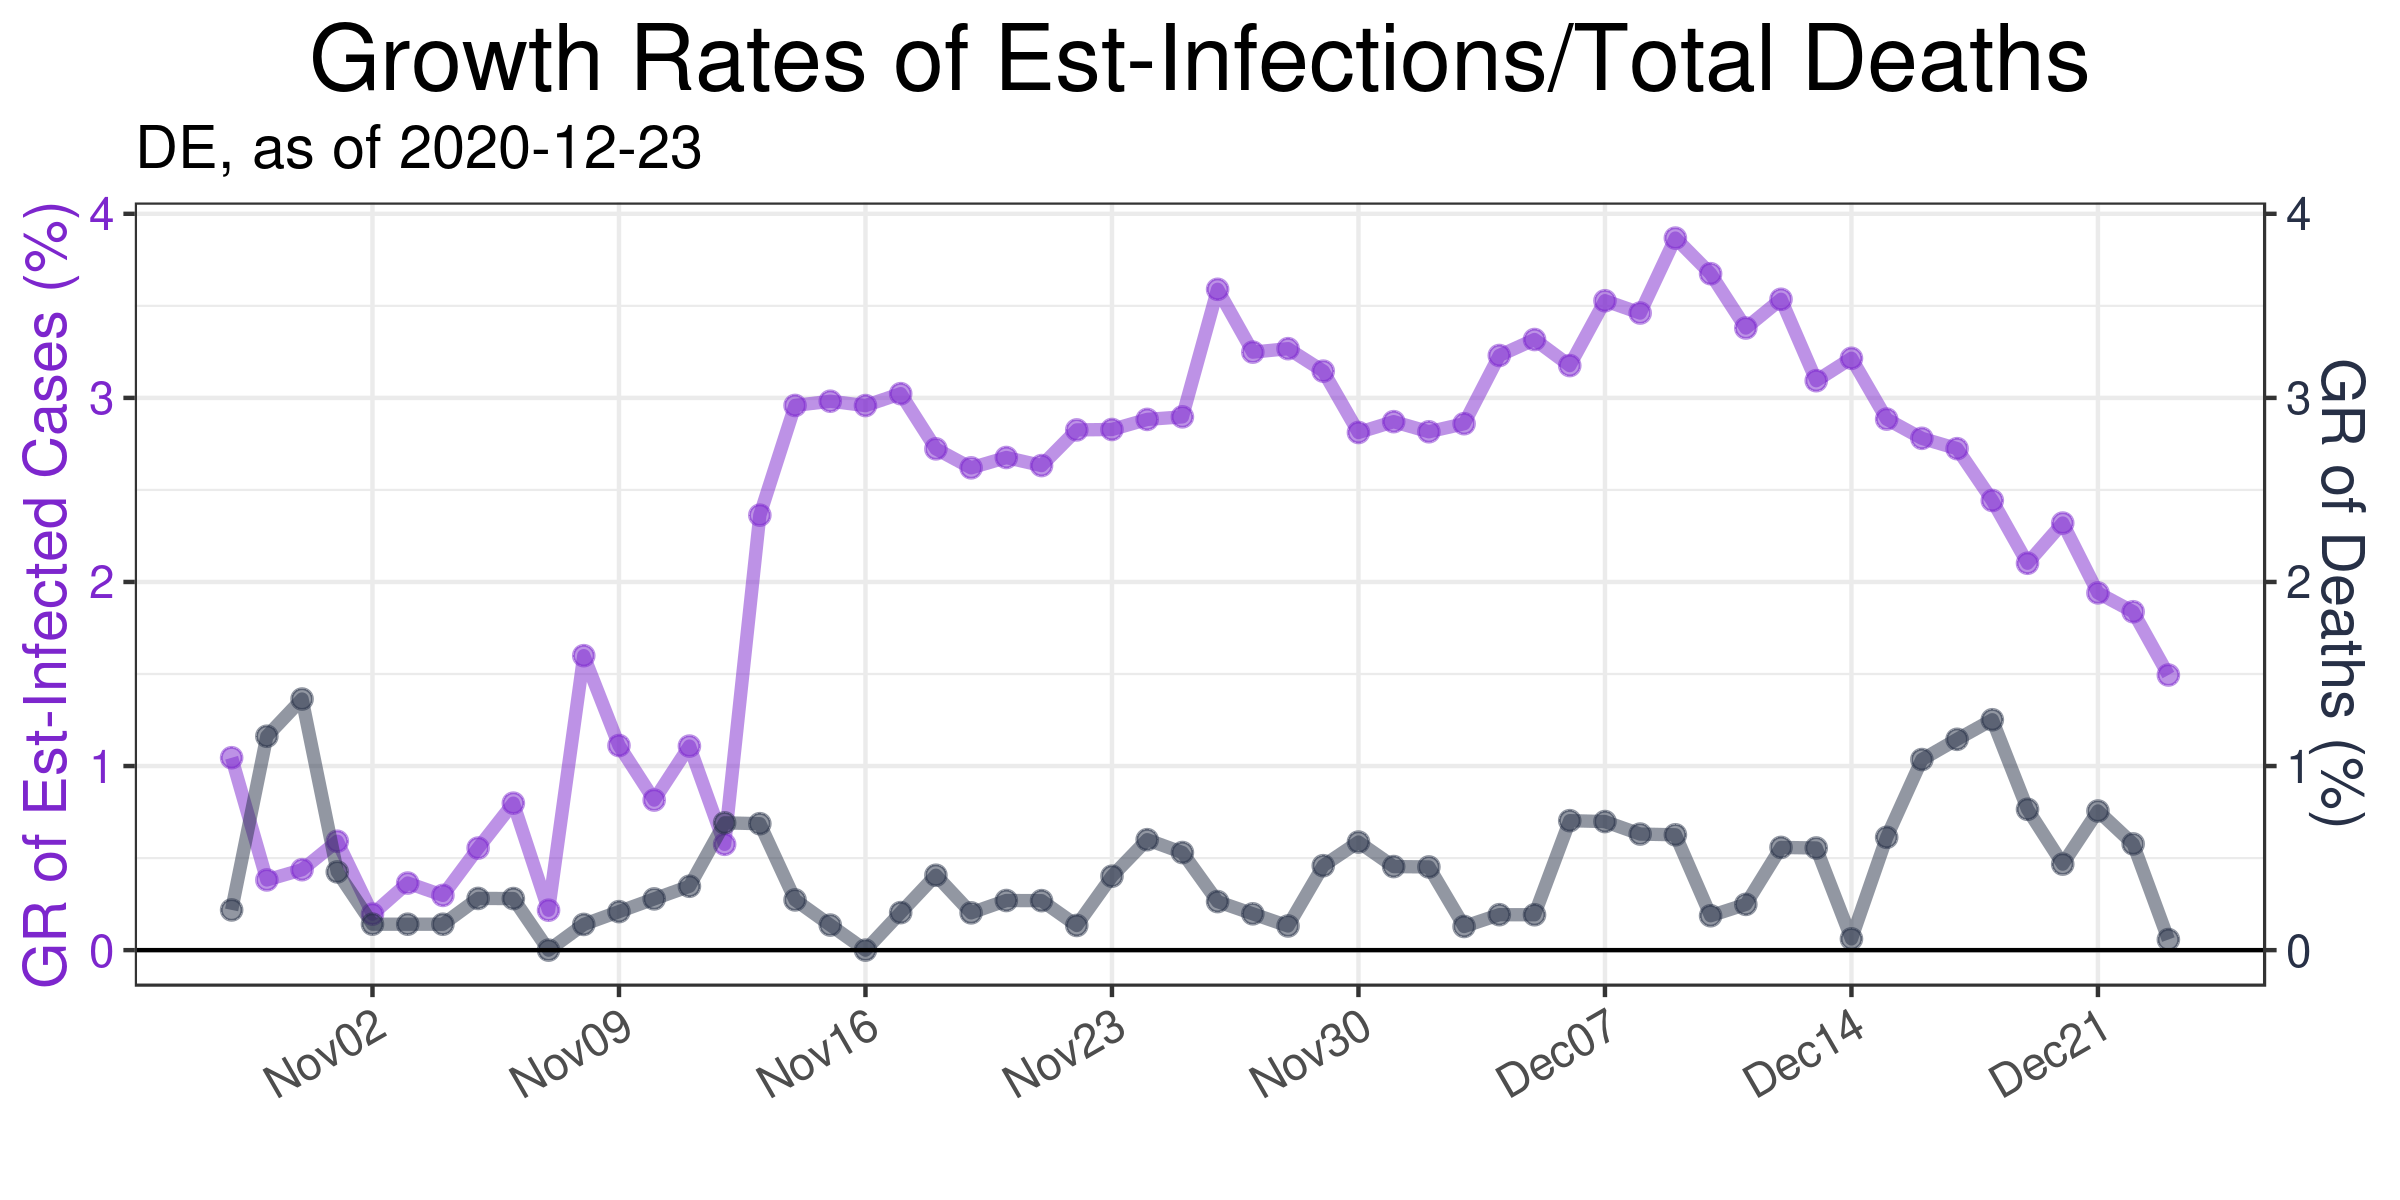 Growth Rates of Est-Infections/Total Deaths
DE, as of 2020-12-23
GR of Est-Infected Cases (%)
4
3
2
1
0
4
3
2
1
0
GR of Deaths (%)
Nov02
Nov09
Nov16
Nov23
Nov30
Dec07
Dec14
Dec21